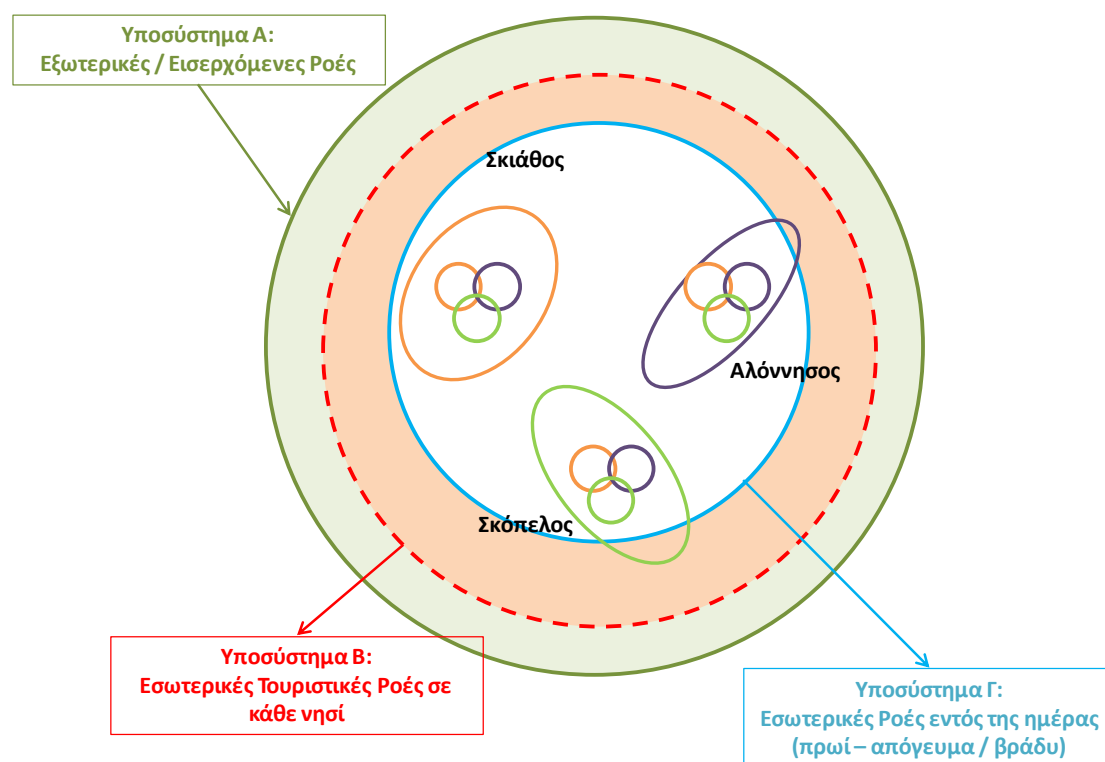 Υποσύστημα Α:
Εξωτερικές / Εισερχόμενες Ροές
Σκιάθος
Αλόννησος
Σκόπελος
Υποσύστημα Β:
Εσωτερικές Τουριστικές Ροές σε
κάθε νησί
Υποσύστημα Γ:
Εσωτερικές Ροές εντός της ημέρας
(πρωί – απόγευμα / βράδυ)